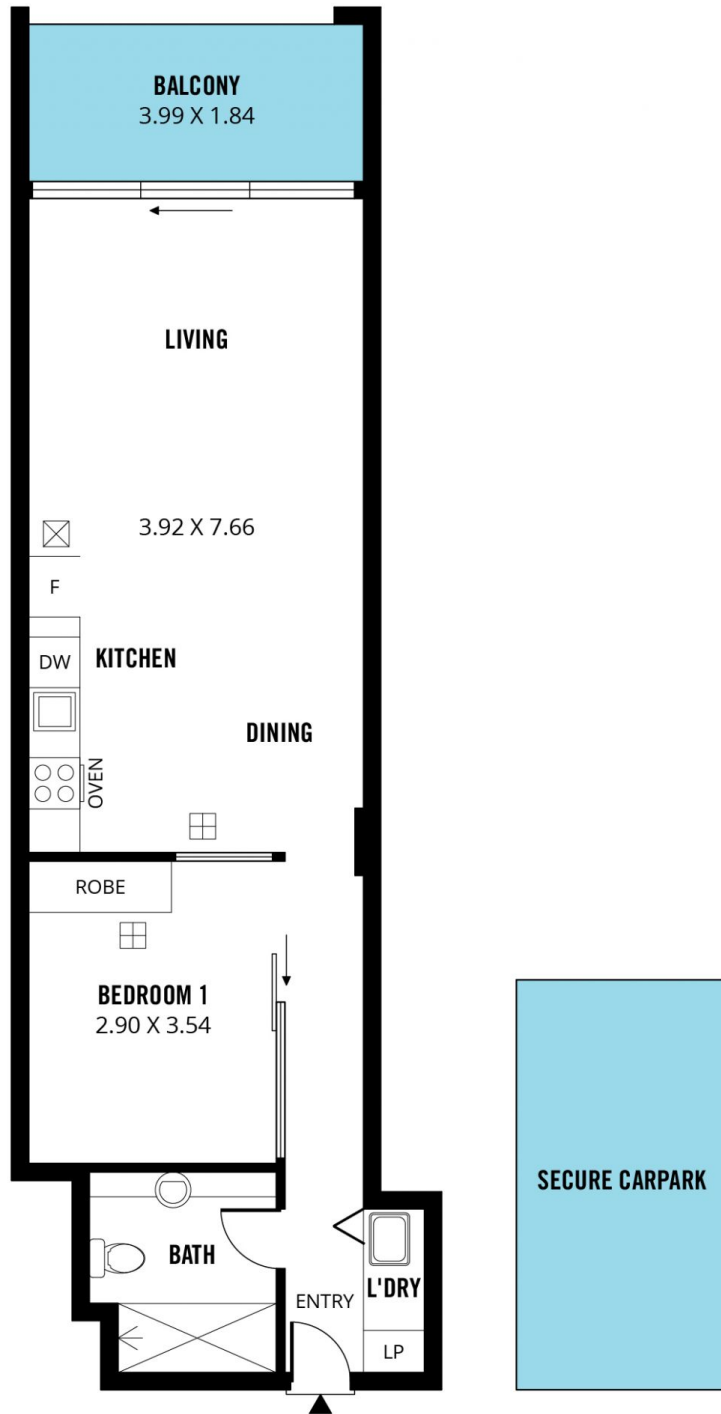 BALCONY
3.99 X 1.84
LIVING
3.92 X 7.66
F
DW
KITCHEN
DINING
OVEN
ROBE
BEDROOM 1
2.90 X 3.54
SECURE CARPARK
BATH
L'DRY
ENTRY
LP